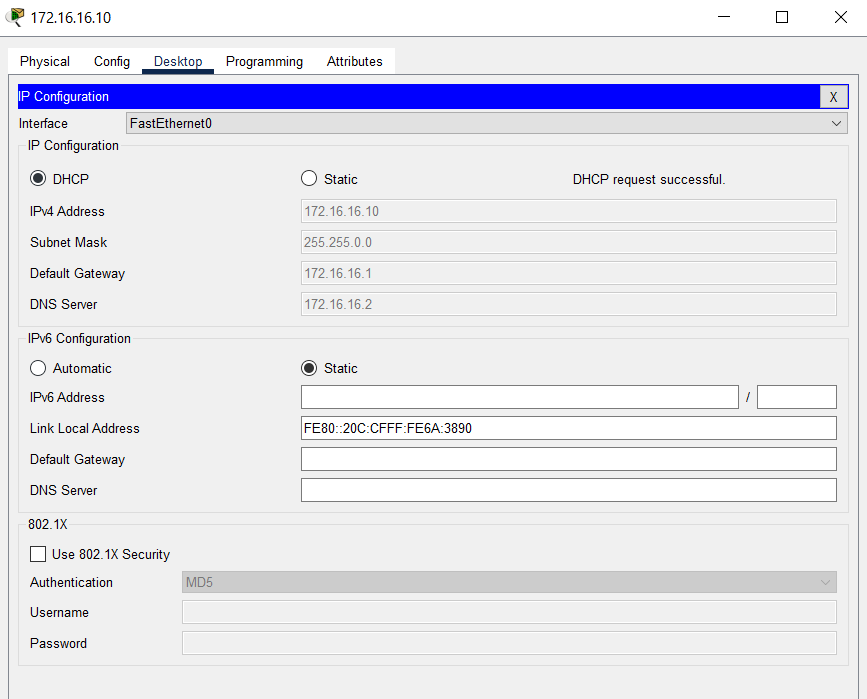 172.16.16.10
Physical Config Desktop Programming Attributes
IP Configuration X
Interface FastEthernet0
IP Configuration
DHCP Static DHCP request successful.
IPv4 Address 172.16.16.10
Subnet Mask 255.255.0.0
Default Gateway 172.16.16.1
DNS Server 172.16.16.2
IPv6 Configuration
Automatic Static
IPv6 Address /
Link Local Address FE80::20C:CFFF:FE6A:3890
Default Gateway
DNS Server
802.1X
Use 802.1X Security
Authentication MD5
Username
Password